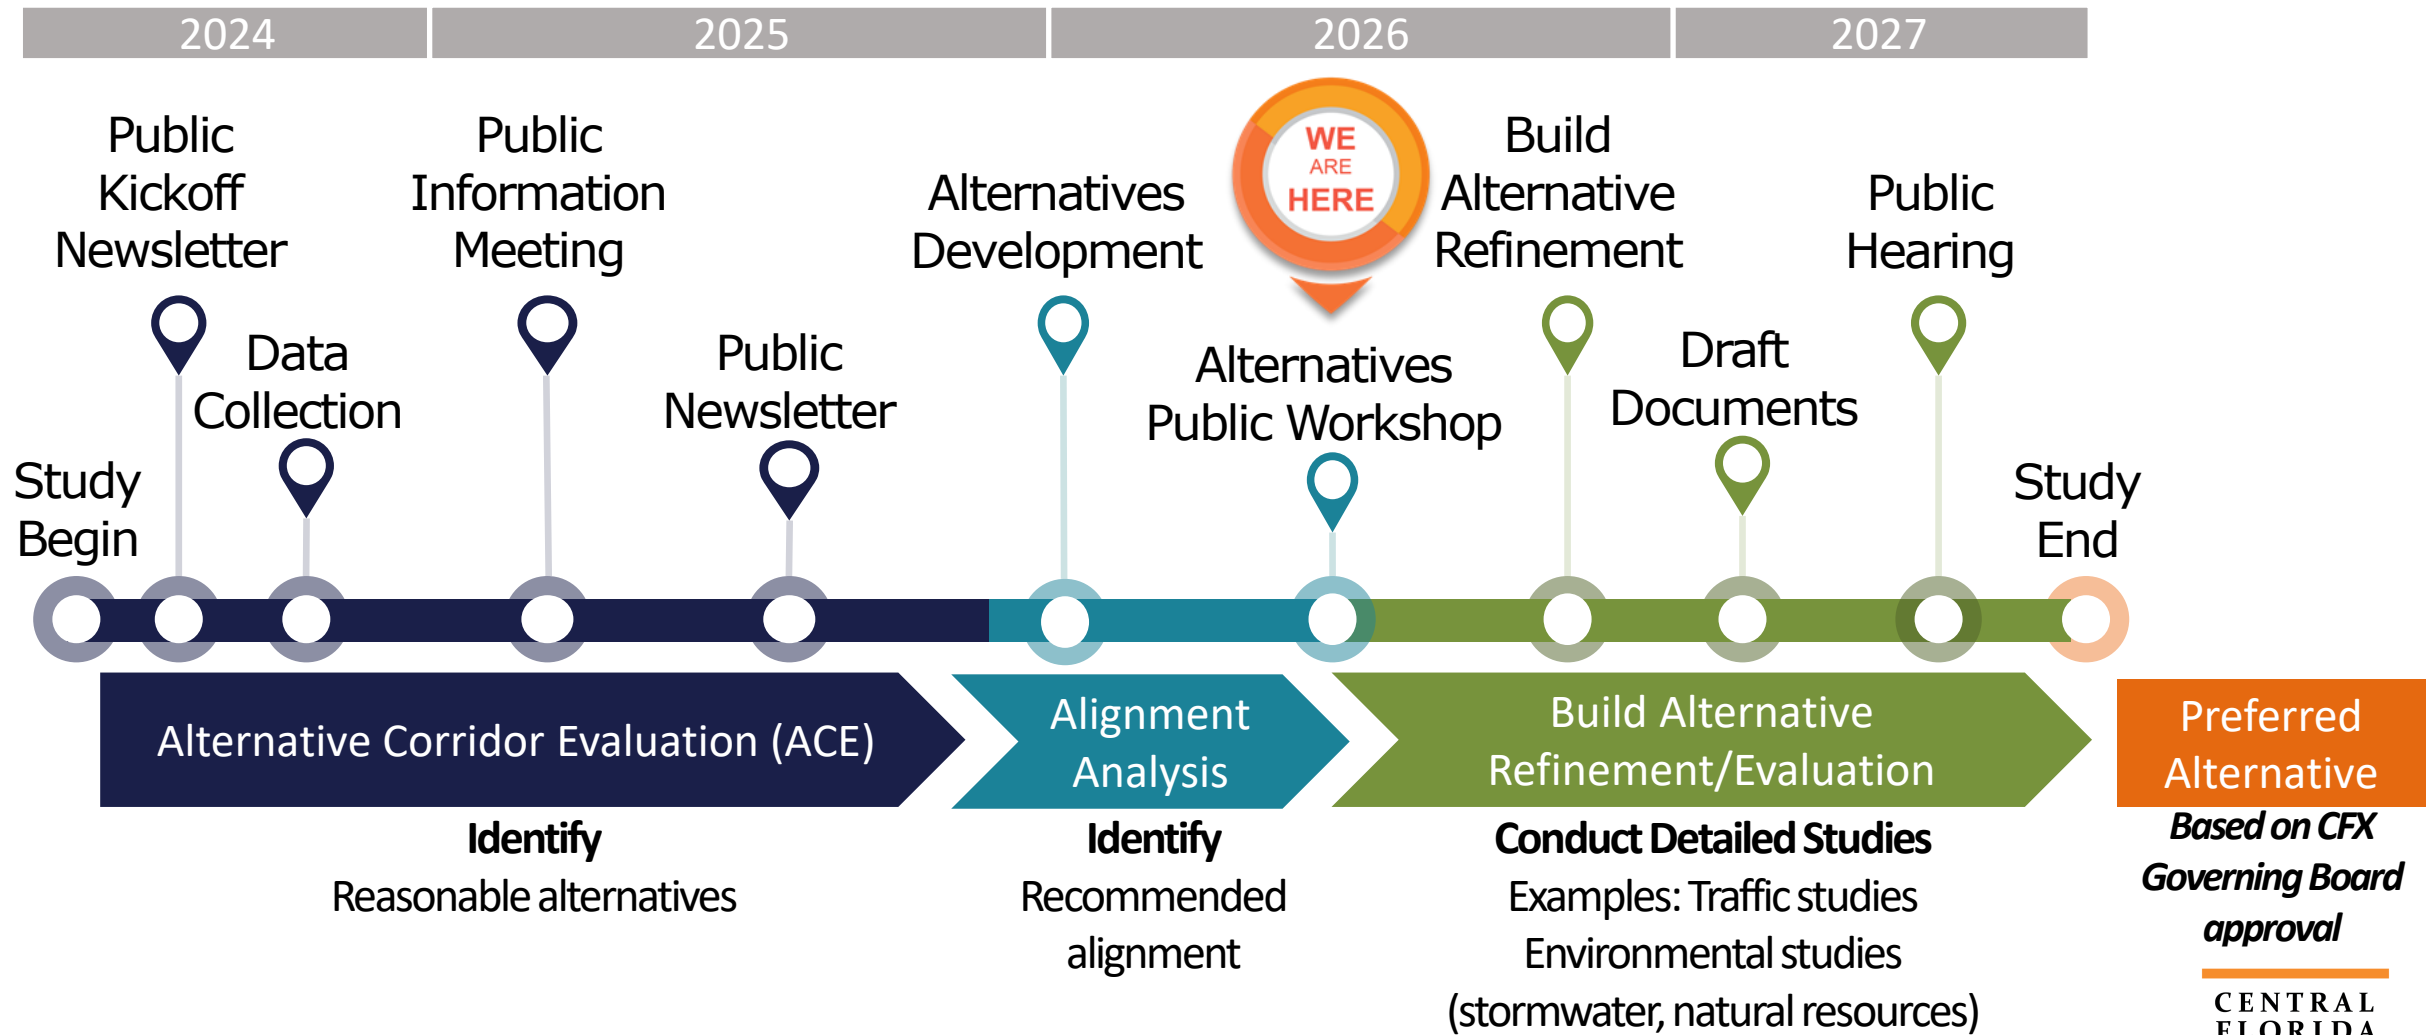 2024
2025
2026
2027
Public
Kickoff
Newsletter
Public
Information
Meeting
Alternatives
Development
WE
ARE
HERE
Build
Alternative
Refinement
Public
Hearing
Data
Collection
Public
Newsletter
Alternatives
Public Workshop
Draft
Documents
Study
Begin
Study
End
Alternative Corridor Evaluation (ACE)
Alignment
Analysis
Build Alternative
Refinement/Evaluation
Preferred
Alternative
Identify
Reasonable alternatives
Identify
Recommended
alignment
Conduct Detailed Studies
Examples: Traffic studies
Environmental studies
(stormwater, natural resources)
Based on CFX
Governing Board
approval
CENTRAL
FLORIDA